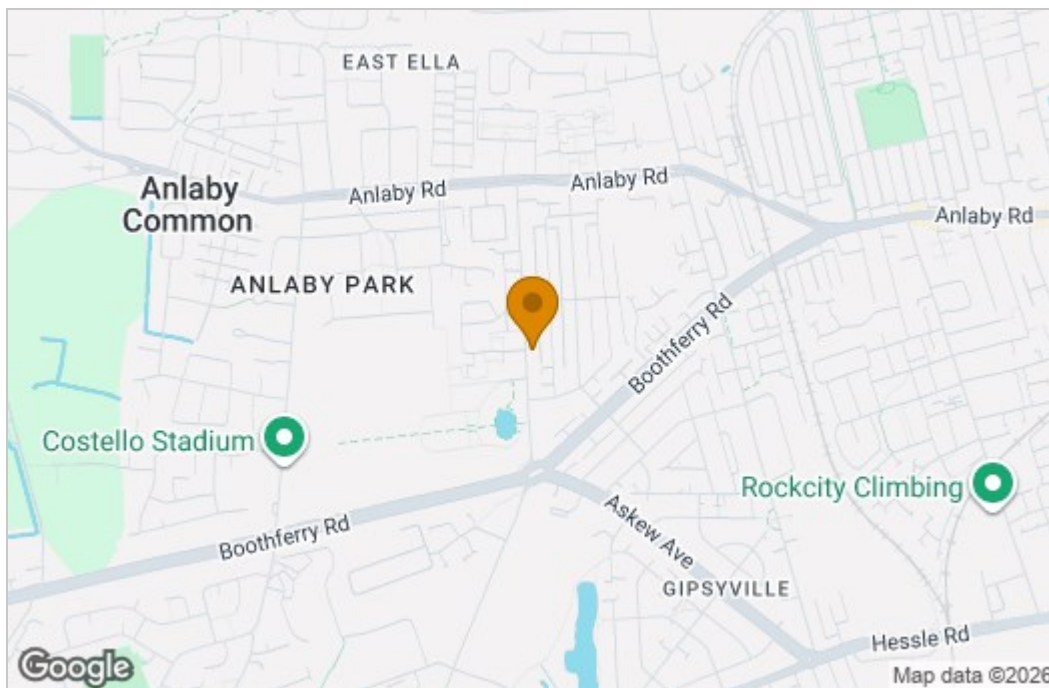 EAST ELLA
Anlaby
Common
Anlaby Rd
Anlaby Rd
Anlaby Rd
ANLABY PARK
Boothferry Rd
Costello Stadium
Rockcity Climbing
Boothferry Rd
Askew Ave
GIPSYVILLE
Hessle Rd
Google
Map data ©2026